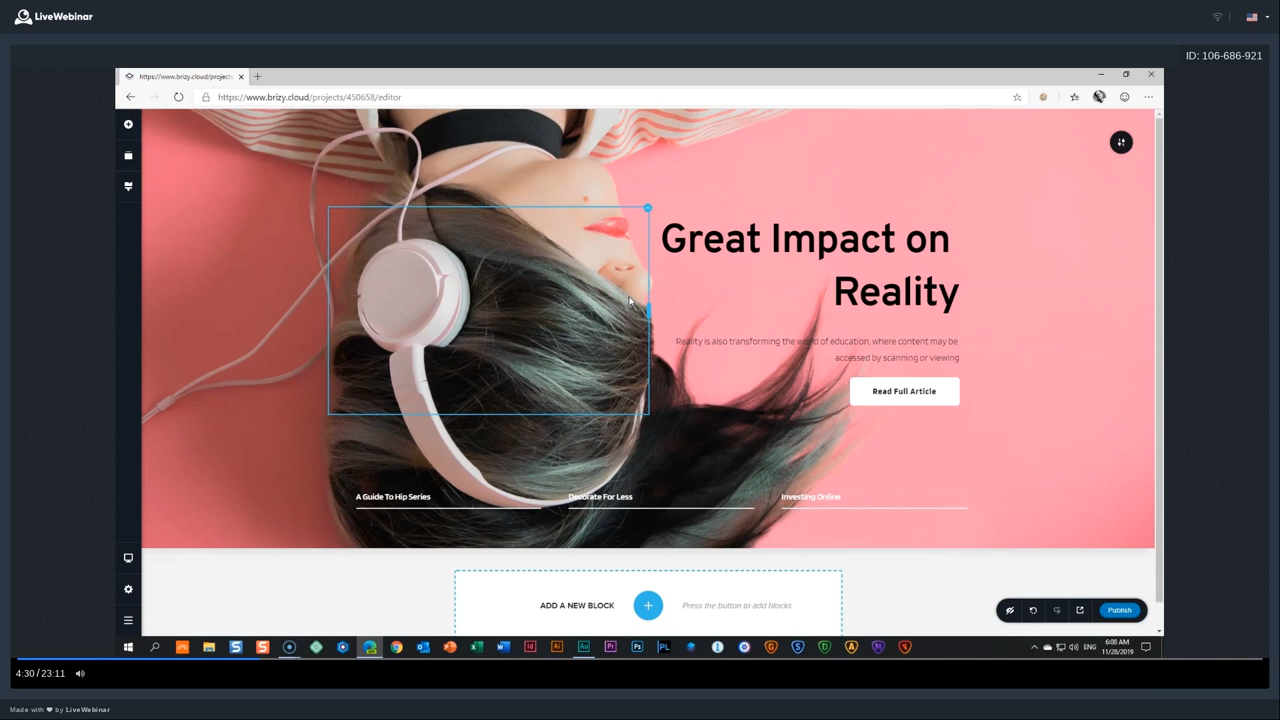 LiveWebinar
ID: 106-686-921
https://www.brizy.cloud/project
https://www.brizy.cloud/projects/450658/editor
Great Impact on
Reality
Reality is also transforming the world of education, where content may be
accessed by scanning or viewing
Read Full Article
A Guide To Hip Series
Decorate For Less
Investing Online
ADD A NEW BLOCK
Press the button to add blocks
Publish
ENG
6:08 AM
11/28/2019
4:30 / 23:11
Made with ❤ by LiveWebinar